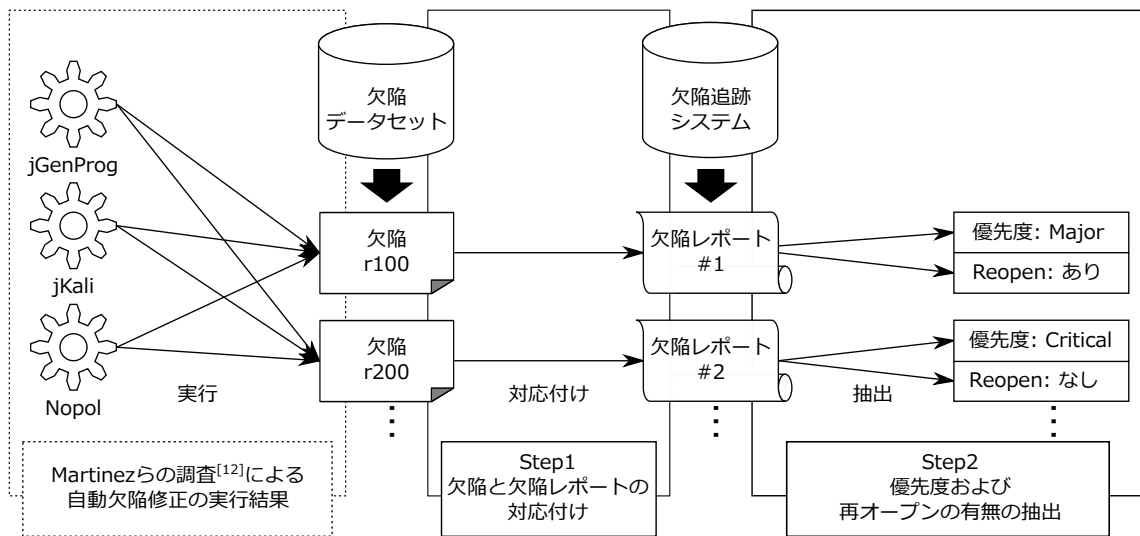 欠陥
データセット
欠陥追跡
システム
jGenProg
jKali
Nopol
実行
欠陥
r100
欠陥
r200
対応付け
欠陥レポート
#1
欠陥レポート
#2
抽出
優先度: Major
Reopen: あり
優先度: Critical
Reopen: なし
Martinezらの調査[12]による
自動欠陥修正の実行結果
Step1
欠陥と欠陥レポートの
対応付け
Step2
優先度および
再オープンの有無の抽出